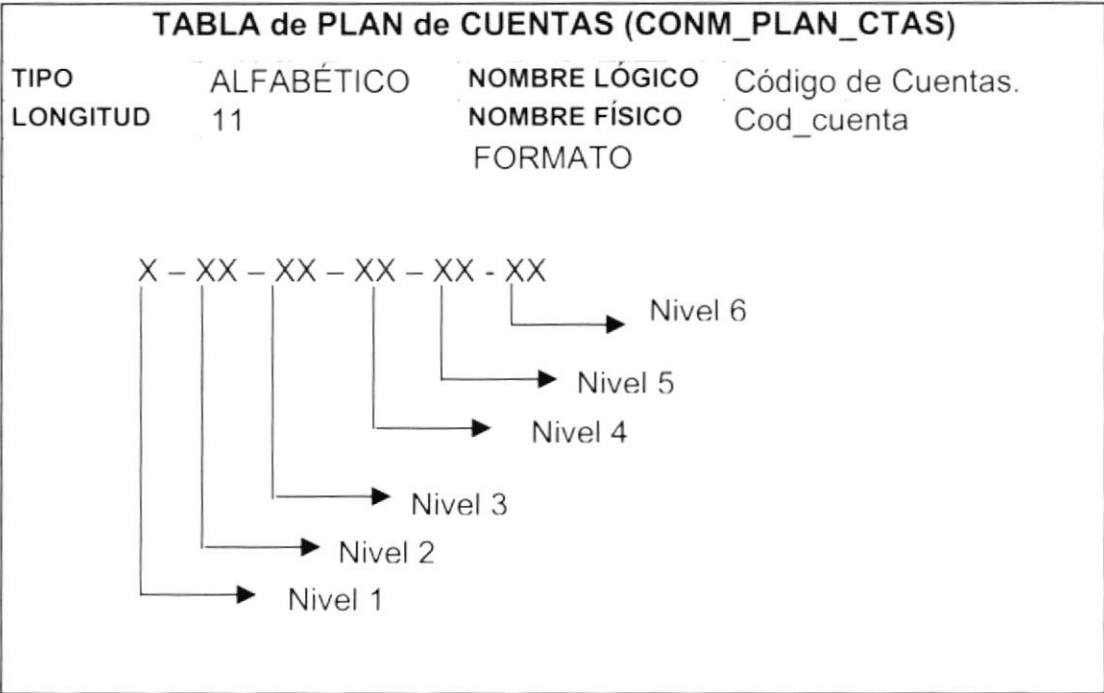 TABLA de PLAN de CUENTAS (CONM_PLAN_CTAS)
TIPO ALFABÉTICO NOMBRE LÓGICO Código de Cuentas.
LONGITUD 11 NOMBRE FÍSICO Cod_cuenta
FORMATO
X – XX – XX – XX – XX - XX
Nivel 6
Nivel 5
Nivel 4
Nivel 3
Nivel 2
Nivel 1